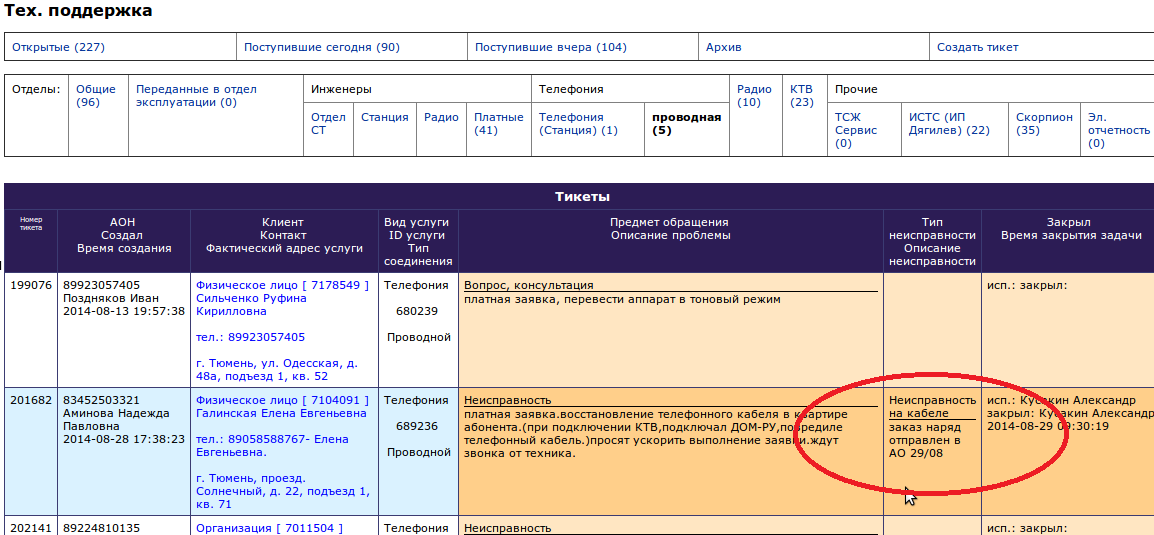 Тех. поддержка
Открытые (227)
Поступившие сегодня (90)
Поступившие вчера (104)
Архив
Создать тикет
Отделы:
Общие
(96)
Переданные в отдел
эксплуатации (0)
Инженеры
Отдел
СТ
Станция
Радио
Платные
(41)
Телефония
Телефония
(Станция) (1)
проводная
(5)
Радио
(10)
КТВ
(23)
Прочие
ТСЖ
Сервис
(0)
ИСТС (ИП
Дягилев) (22)
Скорпион
(35)
Эл.
отчетность
(0)
Тикеты
Номер
тикета
АОН
Создал
Время создания
Клиент
Контакт
Фактический адрес услуги
Вид услуги
ID услуги
Тип
соединения
Предмет обращения
Описание проблемы
Тип
неисправности
Описание
неисправности
Закрыл
Время закрытия задачи
199076
89923057405
Поздняков Иван
2014-08-13 19:57:38
Физическое лицо [ 7178549 ]
Сильченко Руфина
Кирилловна
тел.: 89923057405
г. Тюмень, ул. Одесская, д.
48а, подъезд 1, кв. 52
Телефония
680239
Проводной
Вопрос, консультация
платная заявка, перевести аппарат в тоновый режим
исп.: закрыл:
201682
83452503321
Аминова Надежда
Павловна
2014-08-28 17:38:23
Физическое лицо [ 7104091 ]
Галинская Елена Евгеньевна
тел.: 89058588767- Елена
Евгеньевна.
г. Тюмень, проезд.
Солнечный, д. 22, подъезд 1,
кв. 71
Телефония
689236
Проводной
Неисправность
платная заявка.восстановление телефонного кабеля в квартире
абонента.(при подключении КТВ,подключал ДОМ-РУ,повредиле
телефонный кабель.)просят ускорить выполнение заявки.ждут
звонка от техника.
Неисправность
на кабеле
заказ наряд
отправлен в
АО 29/08
исп.: Кусакин Александр
закрыл: Кусакин Александр
2014-08-29 09:30:19
202141
89224810135
Организация [ 7011504 ]
Телефония
Неисправность
исп.: закрыл: